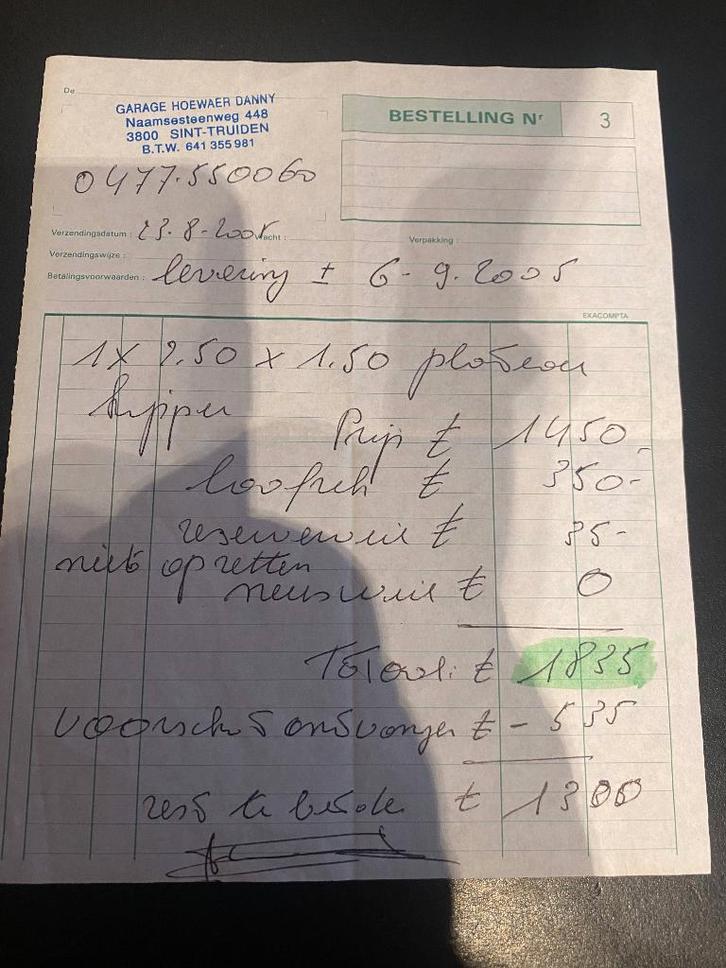 De
GARAGE HOEWAER DANNY
Naamsesteenweg 448
3800 SINT-TRUIDEN
B.T.W. 641 355 981
0477.550060
BESTELLING Nr 3
Verzendingsdatum : 23-8-2005
Verpakking :
Verzendingswijze :
Betalingsvoorwaarden : levering ± 6-9.2005
EXACOMPTA
1x 2.50 x 1.50 plateau
kipper
Prijs € 1450,-
loofrek € 350-
reservewiel € 35-
niet opzetten
neuswiel € 0
Totaal: € 1835
voorschot ontvangen € - 535
rest te betalen € 1300